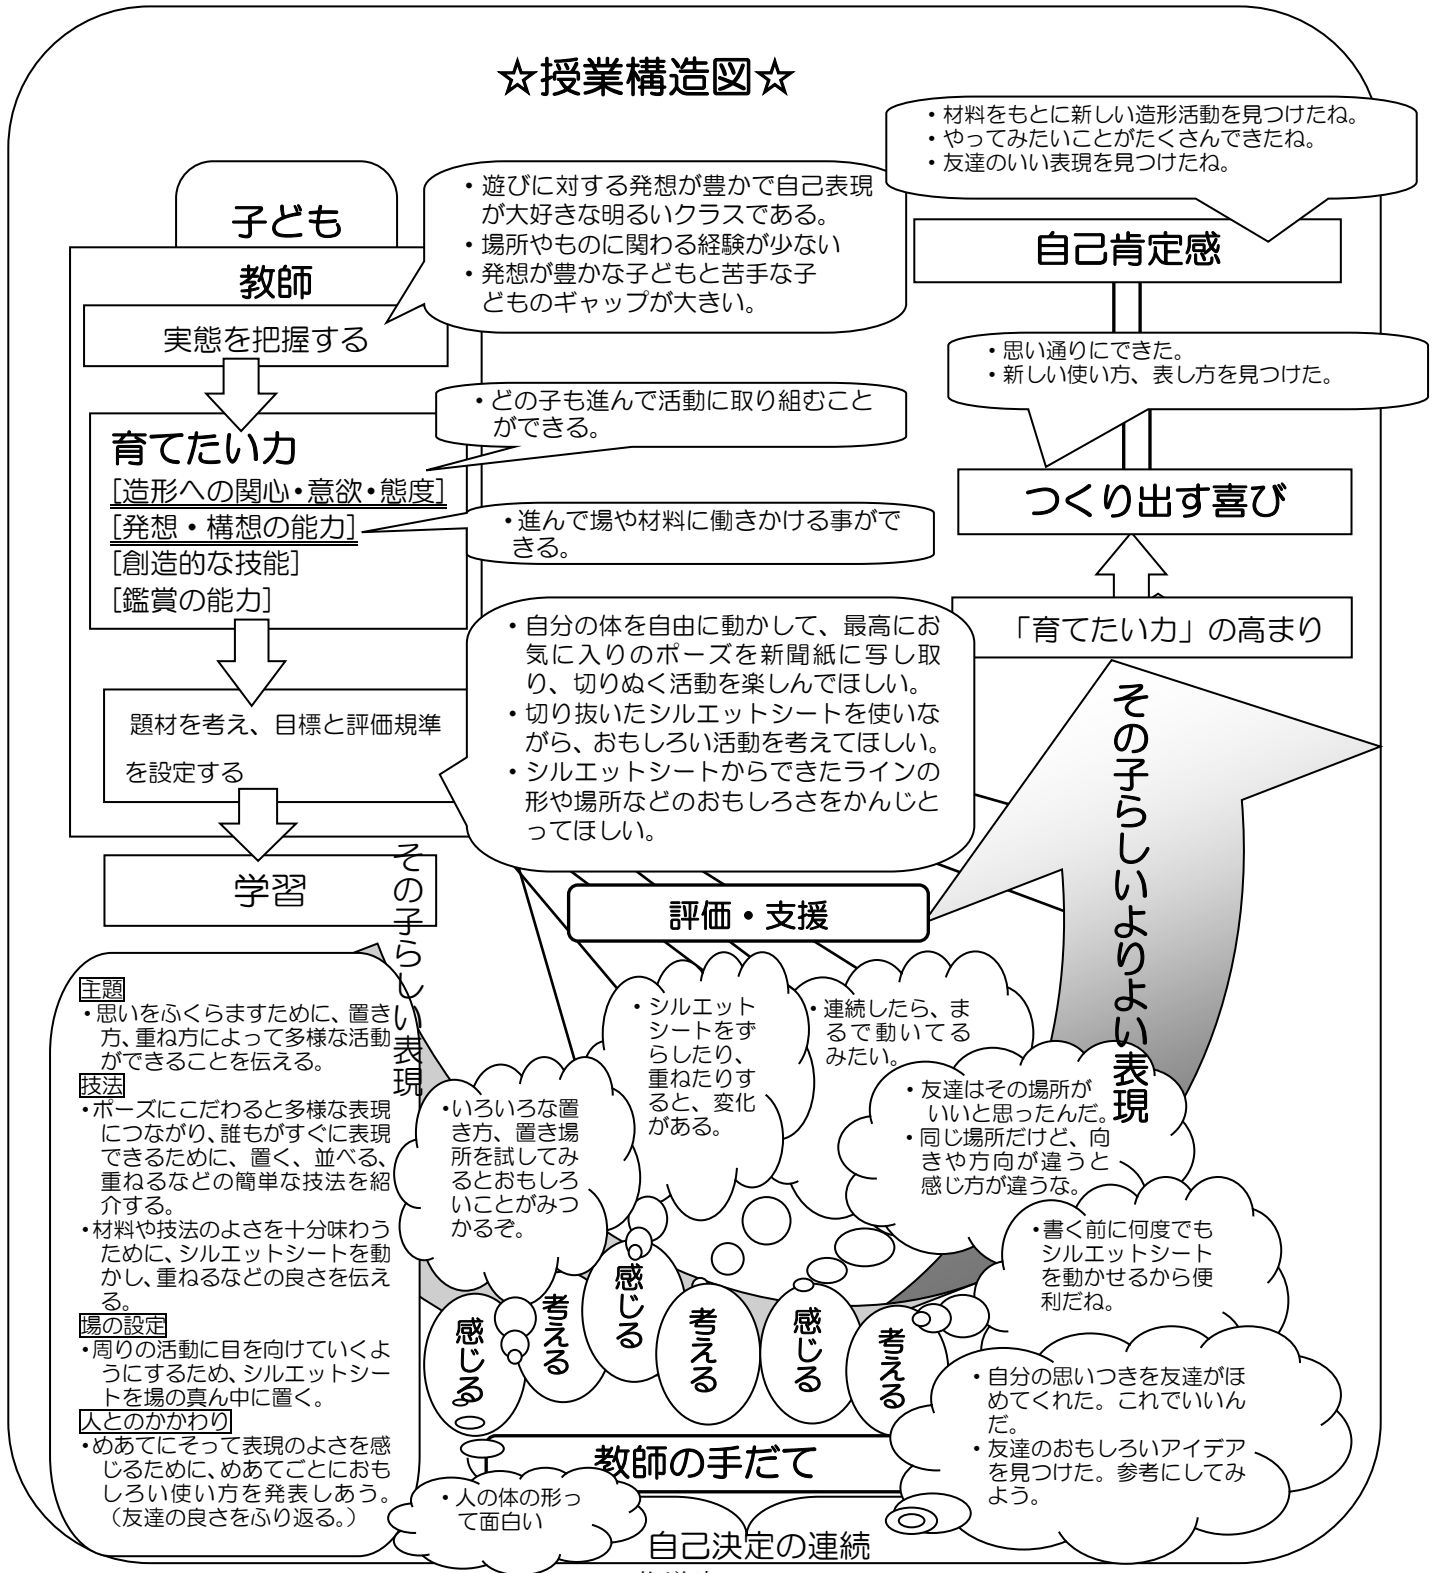 ☆授業構造図☆
・材料をもとに新しい造形活動を見つけたね。
・やってみたいことがたくさんできたね。
・友達のいい表現を見つけたね。
子ども
教師
実態を把握する
・遊びに対する発想が豊かで自己表現
が大好きな明るいクラスである。
・場所やものに関わる経験が少ない
・発想が豊かな子どもと苦手な子
どものギャップが大きい。
自己肯定感
・思い通りにできた。
・新しい使い方、表し方を見つけた。
・どの子も進んで活動に取り組むこと
ができる。
育てたい力
[造形への関心・意欲・態度]
[発想・構想の能力]
[創造的な技能]
[鑑賞の能力]
・進んで場や材料に働きかける事がで
きる。
つくり出す喜び
「育てたい力」の高まり
・自分の体を自由に動かして、最高にお
気に入りのポーズを新聞紙に写し取
り、切りぬく活動を楽しんでほしい。
・切り抜いたシルエットシートを使いな
がら、おもしろい活動を考えてほしい。
・シルエットシートからできたラインの
形や場所などのおもしろさをかんじと
ってほしい。
題材を考え、目標と評価規準
を設定する
学習
その子らしい表現
その子らしいよりよい表現
評価・支援
主題
・思いをふくらますために、置き
方、重ね方によって多様な活動
ができることを伝える。
技法
・ポーズにこだわると多様な表現
につながり、誰もがすぐに表現
できるために、置く、並べる、
重ねるなどの簡単な技法を紹
介する。
・材料や技法のよさを十分味わう
ために、シルエットシートを動
かし、重ねるなどの良さを伝え
る。
場の設定
・周りの活動に目を向けていくよ
うにするため、シルエットシー
トを場の真ん中に置く。
人とのかかわり
・めあてにそって表現のよさを感
じるために、めあてごとにおも
しろい使い方を発表しあう。
（友達の良さをふり返る。）
・いろいろな置
き方、置き場
所を試してみ
るとおもしろ
いことがみつ
かるぞ。
・シルエット
シートをず
らしたり、
重ねたりす
ると、変化
がある。
・連続したら、ま
るで動いてる
みたい。
・友達はその場所が
いいと思ったんだ。
・同じ場所だけど、向
きや方向が違うと
感じ方が違うな。
・書く前に何度でも
シルエットシート
を動かせるから便
利だね。
・自分の思いつきを友達がほ
めてくれた。これでいいん
だ。
・友達のおもしろいアイデア
を見つけた。参考にしてみ
よう。
感じる
考える
感じる
考える
感じる
考える
教師の手だて
・人の体の形っ
て面白い
自己決定の連続